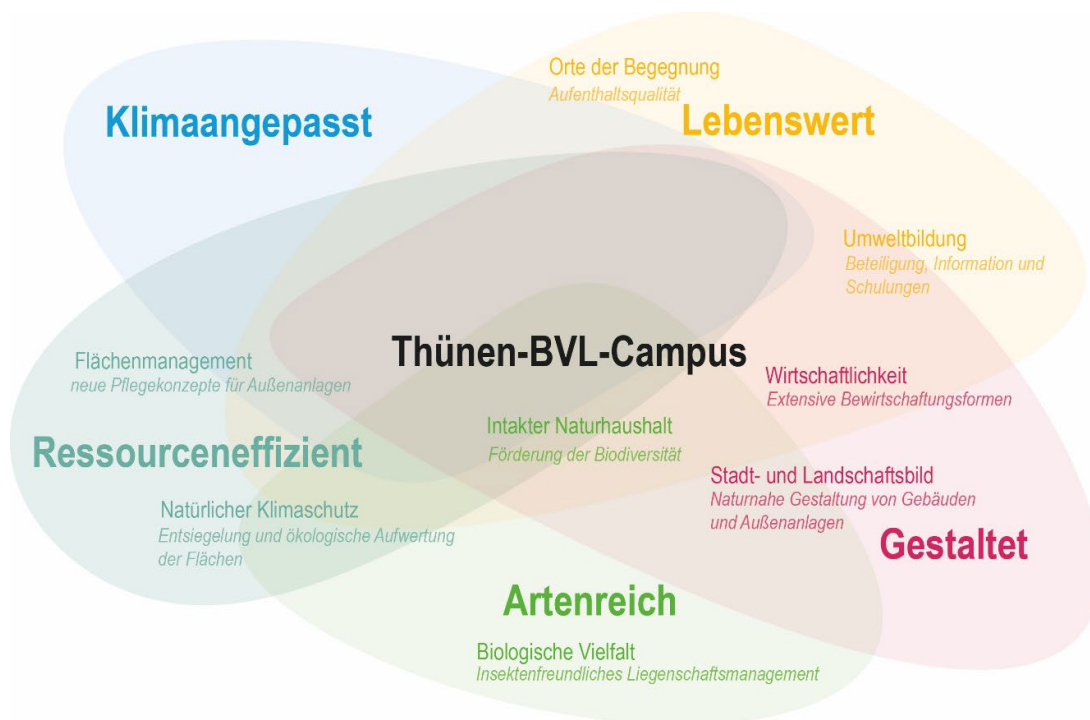 Orte der Begegnung
Aufenthaltsqualität
Klimaangepasst
Lebenswert
Umweltbildung
Beteiligung, Information und
Schulungen
Thünen-BVL-Campus
Flächenmanagement
neue Pflegekonzepte für Außenanlagen
Wirtschaftlichkeit
Extensive Bewirtschaftungsformen
Intakter Naturhaushalt
Förderung der Biodiversität
Ressourceneffizient
Stadt- und Landschaftsbild
Naturnahe Gestaltung von Gebäuden
und Außenanlagen
Natürlicher Klimaschutz
Entsiegelung und ökologische Aufwertung
der Flächen
Gestaltet
Artenreich
Biologische Vielfalt
Insektenfreundliches Liegenschaftsmanagement